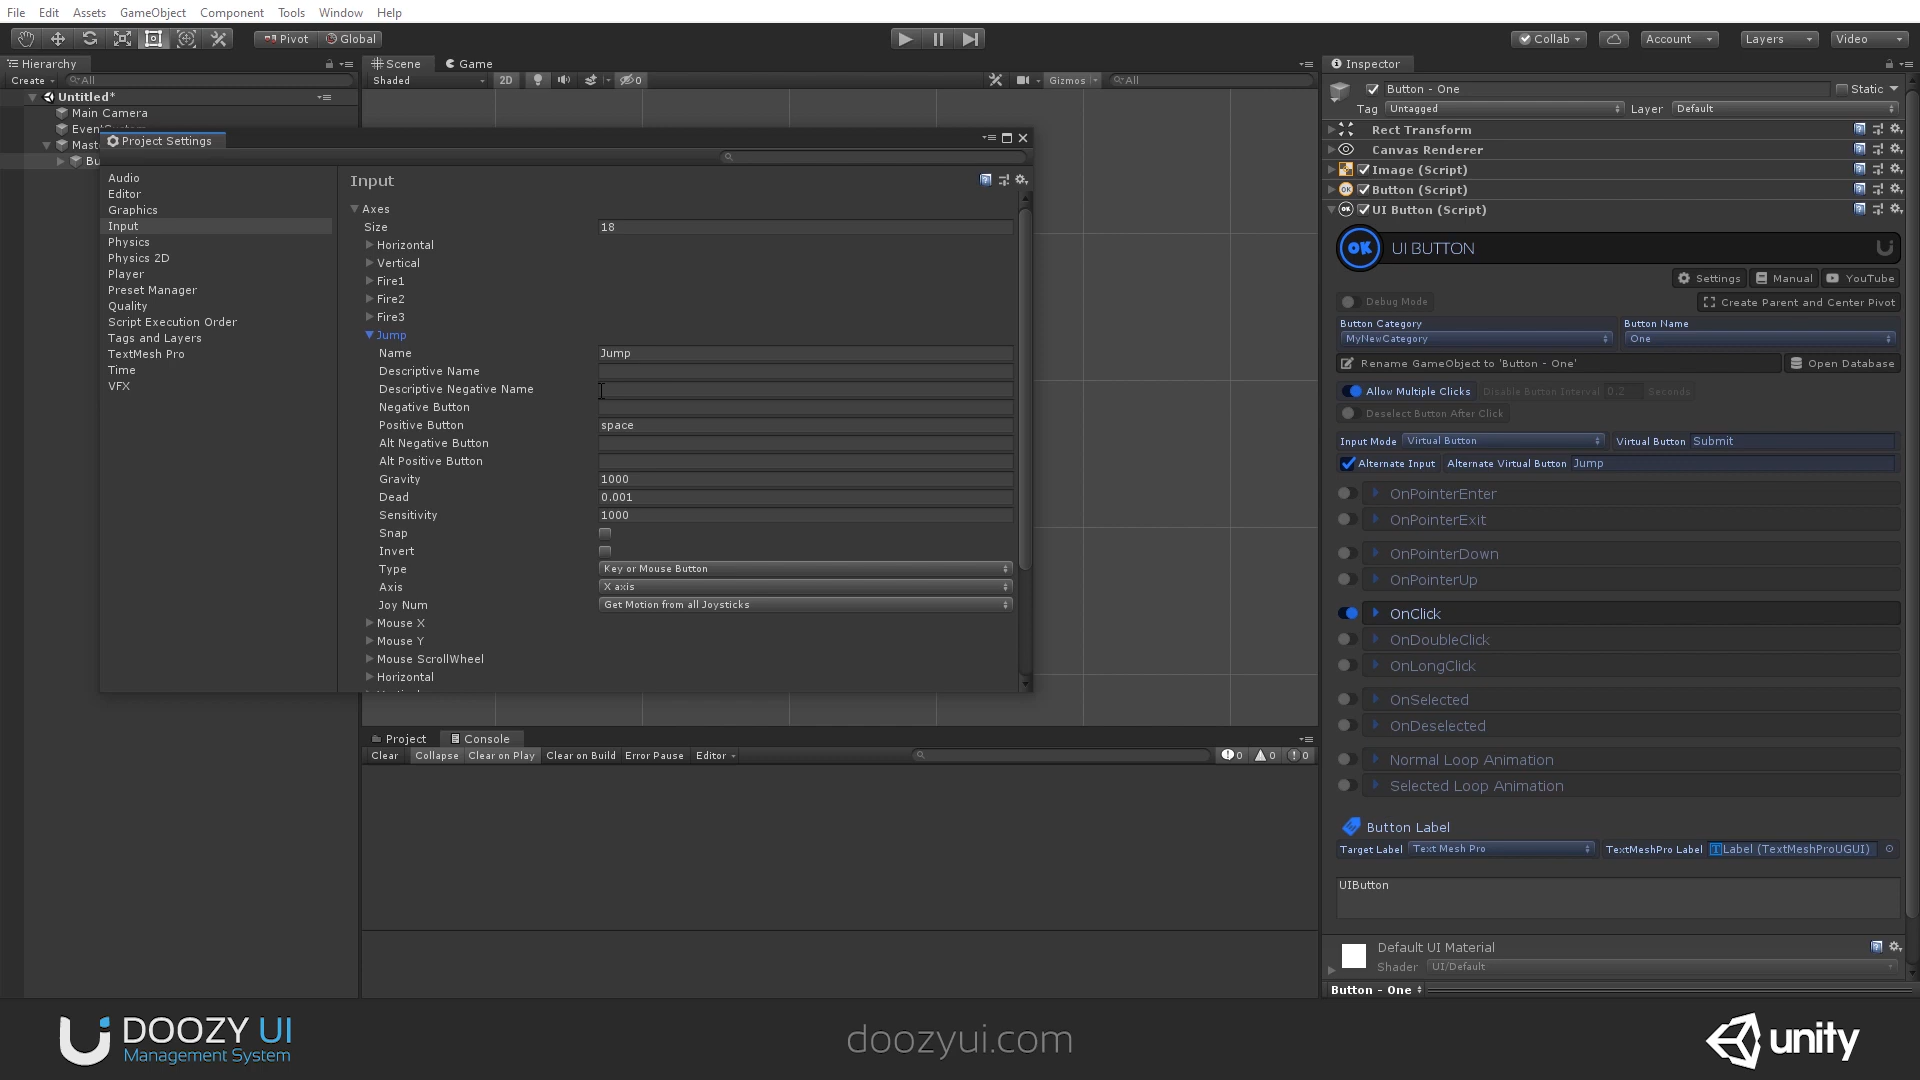 File Edit Assets GameObject Component Tools Window Help
Pivot Global
Collab Account Layers Video
Hierarchy
Create All
Untitled*
Main Camera
Mast
Bu
Scene Game
Shaded 2D 0 Gizmos All
Project Settings
Audio
Editor
Graphics
Input
Physics
Physics 2D
Player
Preset Manager
Quality
Script Execution Order
Tags and Layers
TextMesh Pro
Time
VFX
Input
Axes
Size 18
Horizontal
Vertical
Fire1
Fire2
Fire3
Jump
Name Jump
Descriptive Name
Descriptive Negative Name
Negative Button
Positive Button space
Alt Negative Button
Alt Positive Button
Gravity 1000
Dead 0.001
Sensitivity 1000
Snap
Invert
Type Key or Mouse Button
Axis X axis
Joy Num Get Motion from all Joysticks
Mouse X
Mouse Y
Mouse ScrollWheel
Horizontal
Project Console
Clear Collapse Clear on Play Clear on Build Error Pause Editor 0 0 0
Inspector
Button - One Static
Tag Untagged Layer Default
Rect Transform
Canvas Renderer
Image (Script)
OK Button (Script)
OK UI Button (Script)
OK UI BUTTON
Settings Manual YouTube
Debug Mode Create Parent and Center Pivot
Button Category Button Name
MyNewCategory One
Rename GameObject to 'Button - One' Open Database
Allow Multiple Clicks Disable Button Interval 0.2 Seconds
Deselect Button After Click
Input Mode Virtual Button Virtual Button Submit
Alternate Input Alternate Virtual Button Jump
OnPointerEnter
OnPointerExit
OnPointerDown
OnPointerUp
OnClick
OnDoubleClick
OnLongClick
OnSelected
OnDeselected
Normal Loop Animation
Selected Loop Animation
Button Label
Target Label Text Mesh Pro TextMeshPro Label Label (TextMeshProUGUI)
UIButton
Default UI Material
Shader UI/Default
Button - One
DOOZY UI
Management System
doozyui.com
unity